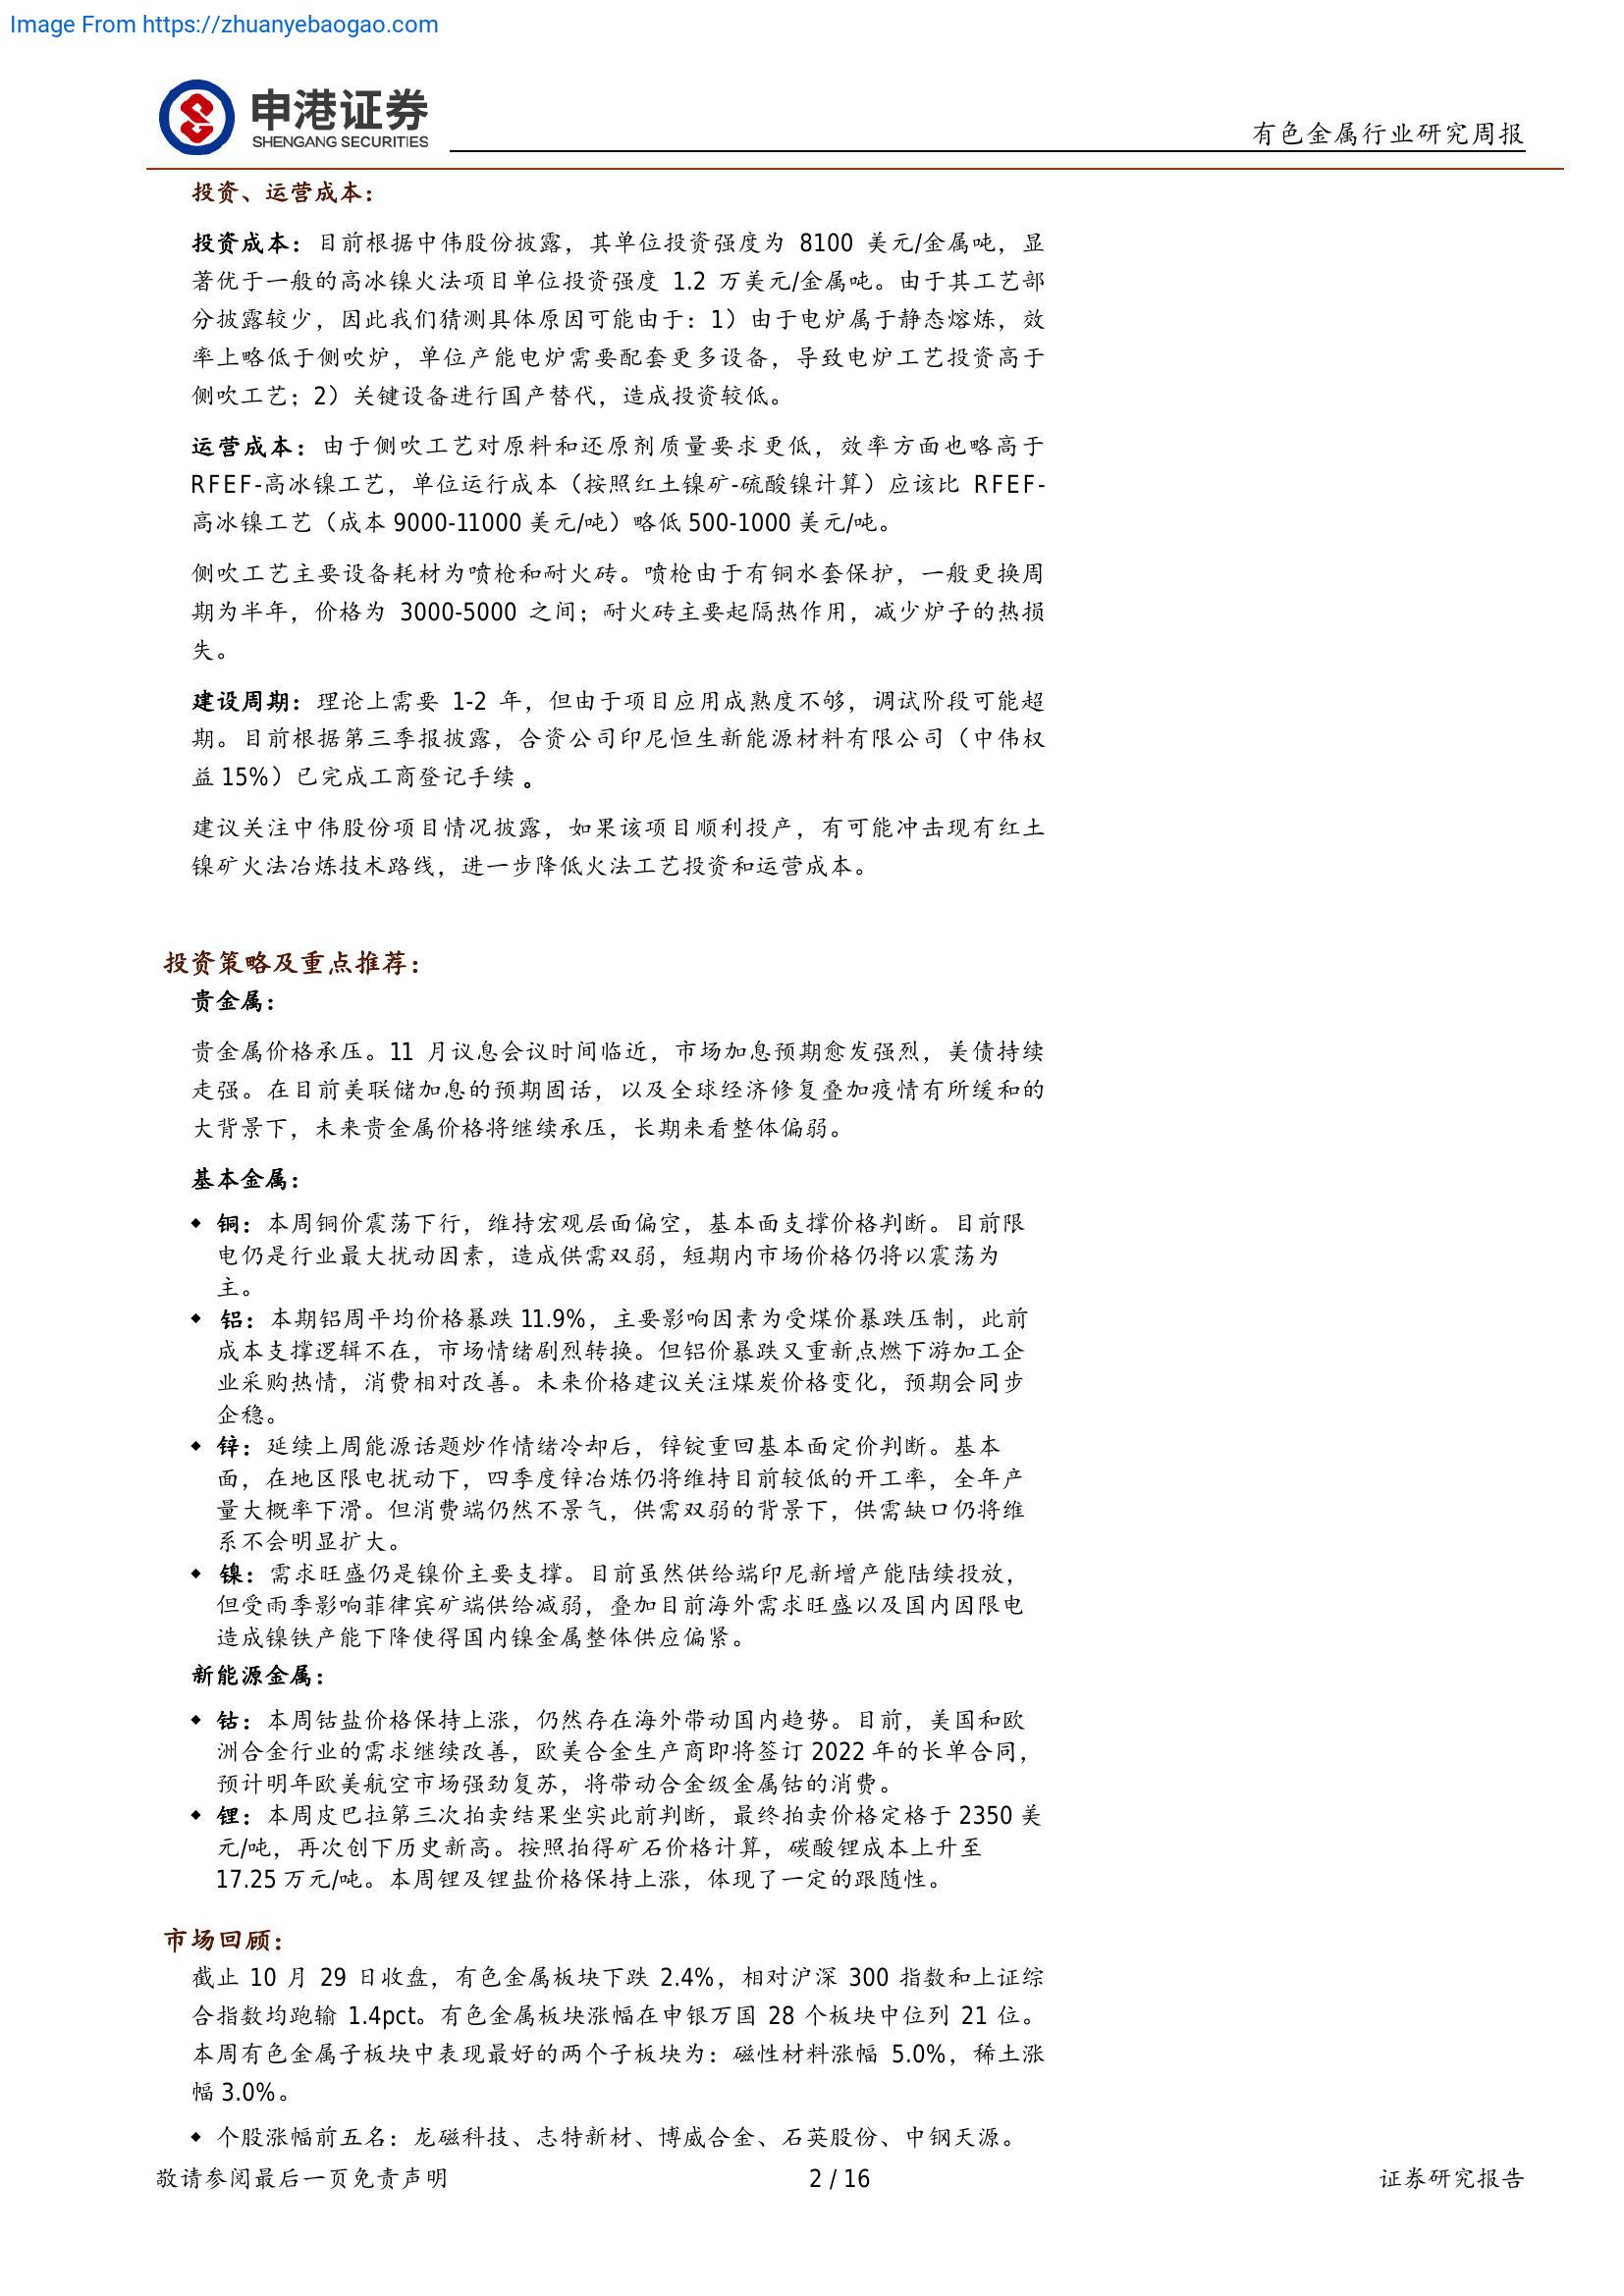 Image From https://zhuanyebaogao.com
申港证券
SHENGANG SECURITIES
有色金属行业研究周报
投资、运营成本：
投资成本：目前根据中伟股份披露，其单位投资强度为 8100 美元/金属吨，显
著优于一般的高冰镍火法项目单位投资强度 1.2 万美元/金属吨。由于其工艺部
分披露较少，因此我们猜测具体原因可能由于：1）由于电炉属于静态熔炼，效
率上略低于侧吹炉，单位产能电炉需要配套更多设备，导致电炉工艺投资高于
侧吹工艺；2）关键设备进行国产替代，造成投资较低。
运营成本：由于侧吹工艺对原料和还原剂质量要求更低，效率方面也略高于
RFEF-高冰镍工艺，单位运行成本（按照红土镍矿-硫酸镍计算）应该比 RFEF-
高冰镍工艺（成本 9000-11000 美元/吨）略低 500-1000 美元/吨。
侧吹工艺主要设备耗材为喷枪和耐火砖。喷枪由于有铜水套保护，一般更换周
期为半年，价格为 3000-5000 之间；耐火砖主要起隔热作用，减少炉子的热损
失。
建设周期：理论上需要 1-2 年，但由于项目应用成熟度不够，调试阶段可能超
期。目前根据第三季报披露，合资公司印尼恒生新能源材料有限公司（中伟权
益 15%）已完成工商登记手续 。
建议关注中伟股份项目情况披露，如果该项目顺利投产，有可能冲击现有红土
镍矿火法冶炼技术路线，进一步降低火法工艺投资和运营成本。
投资策略及重点推荐：
贵金属：
贵金属价格承压。11 月议息会议时间临近，市场加息预期愈发强烈，美债持续
走强。在目前美联储加息的预期固话，以及全球经济修复叠加疫情有所缓和的
大背景下，未来贵金属价格将继续承压，长期来看整体偏弱。
基本金属：
◆ 铜：本周铜价震荡下行，维持宏观层面偏空，基本面支撑价格判断。目前限
电仍是行业最大扰动因素，造成供需双弱，短期内市场价格仍将以震荡为
主。
◆ 铝：本期铝周平均价格暴跌 11.9%，主要影响因素为受煤价暴跌压制，此前
成本支撑逻辑不在，市场情绪剧烈转换。但铝价暴跌又重新点燃下游加工企
业采购热情，消费相对改善。未来价格建议关注煤炭价格变化，预期会同步
企稳。
◆ 锌：延续上周能源话题炒作情绪冷却后，锌锭重回基本面定价判断。基本
面，在地区限电扰动下，四季度锌冶炼仍将维持目前较低的开工率，全年产
量大概率下滑。但消费端仍然不景气，供需双弱的背景下，供需缺口仍将维
系不会明显扩大。
◆ 镍：需求旺盛仍是镍价主要支撑。目前虽然供给端印尼新增产能陆续投放，
但受雨季影响菲律宾矿端供给减弱，叠加目前海外需求旺盛以及国内因限电
造成镍铁产能下降使得国内镍金属整体供应偏紧。
新能源金属：
◆ 钴：本周钴盐价格保持上涨，仍然存在海外带动国内趋势。目前，美国和欧
洲合金行业的需求继续改善，欧美合金生产商即将签订 2022 年的长单合同，
预计明年欧美航空市场强劲复苏，将带动合金级金属钴的消费。
◆ 锂：本周皮巴拉第三次拍卖结果坐实此前判断，最终拍卖价格定格于 2350 美
元/吨，再次创下历史新高。按照拍得矿石价格计算，碳酸锂成本上升至
17.25 万元/吨。本周锂及锂盐价格保持上涨，体现了一定的跟随性。
市场回顾：
截止 10 月 29 日收盘，有色金属板块下跌 2.4%，相对沪深 300 指数和上证综
合指数均跑输 1.4pct。有色金属板块涨幅在申银万国 28 个板块中位列 21 位。
本周有色金属子板块中表现最好的两个子板块为：磁性材料涨幅 5.0%，稀土涨
幅 3.0%。
◆ 个股涨幅前五名：龙磁科技、志特新材、博威合金、石英股份、中钢天源。
敬请参阅最后一页免责声明
2 / 16
证券研究报告